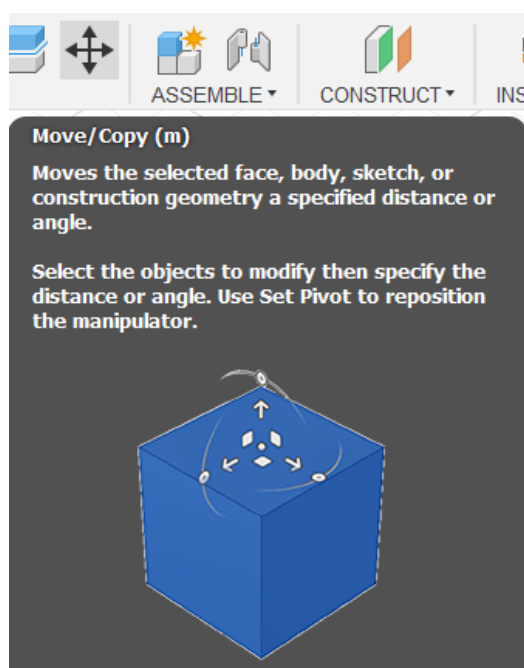 ASSEMBLE
CONSTRUCT
INS
Move/Copy (m)
Moves the selected face, body, sketch, or
construction geometry a specified distance or
angle.
Select the objects to modify then specify the
distance or angle. Use Set Pivot to reposition
the manipulator.